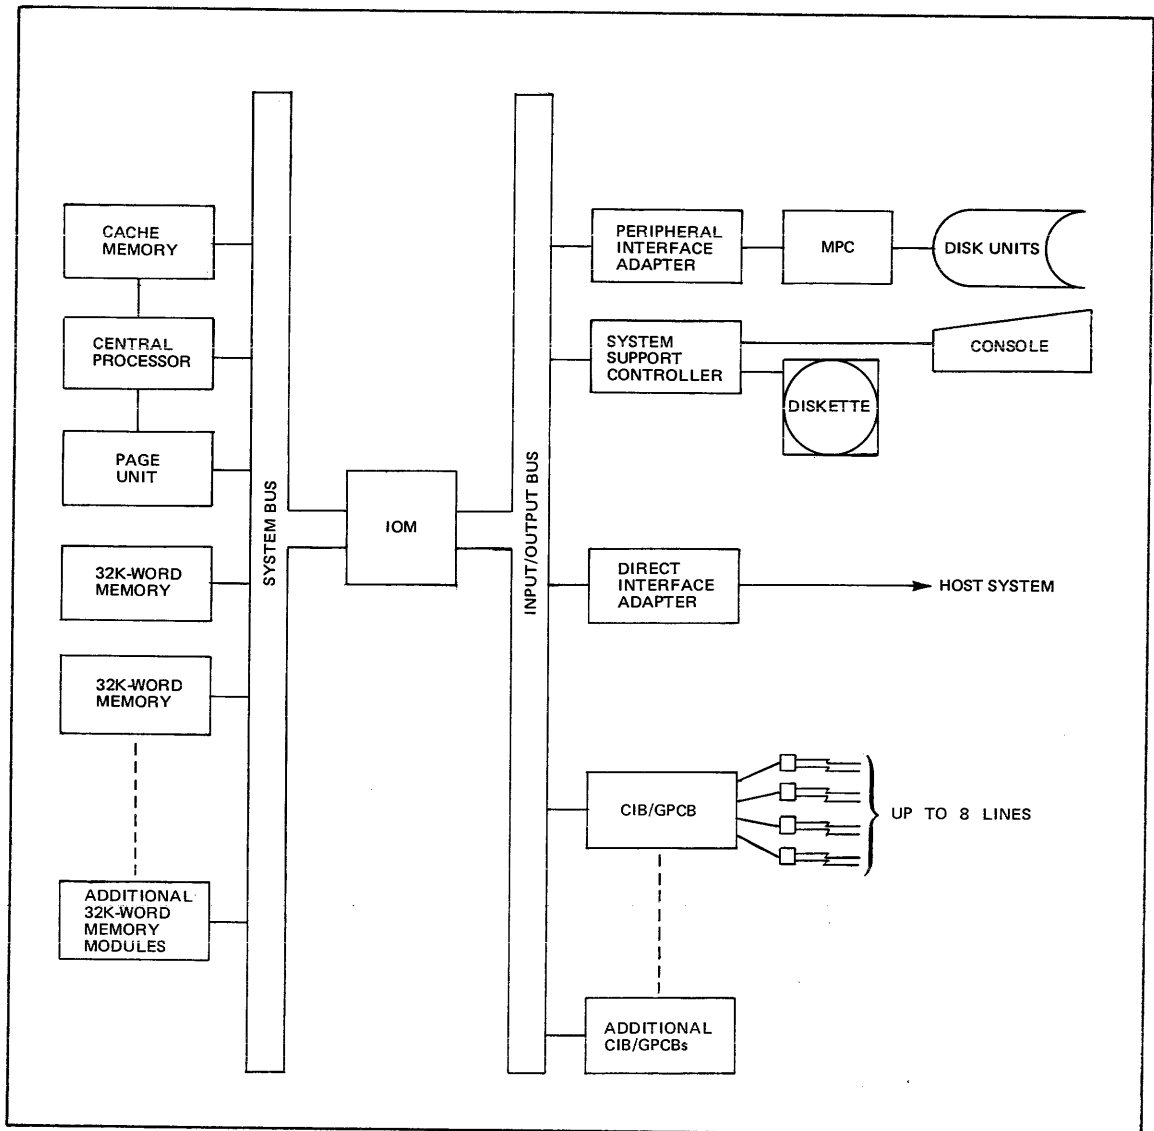 CACHE
MEMORY
CENTRAL
PROCESSOR
PAGE
UNIT
32K-WORD
MEMORY
32K-WORD
MEMORY
ADDITIONAL
32K-WORD
MEMORY
MODULES
SYSTEM BUS
IOM
INPUT/OUTPUT BUS
PERIPHERAL
INTERFACE
ADAPTER
MPC
DISK UNITS
SYSTEM
SUPPORT
CONTROLLER
CONSOLE
DISKETTE
DIRECT
INTERFACE
ADAPTER
HOST SYSTEM
CIB/GPCB
UP TO 8 LINES
ADDITIONAL
CIB/GPCBs